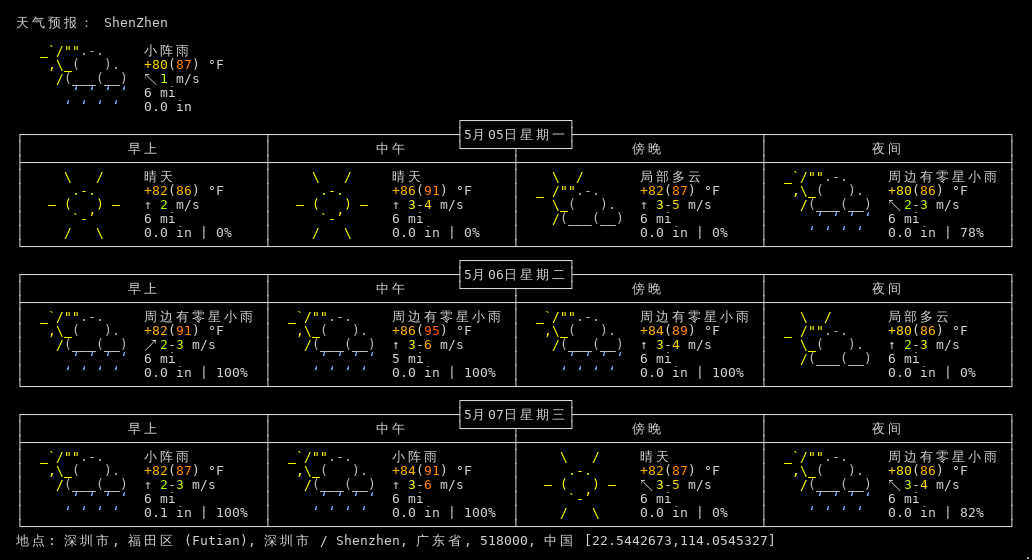 天气预报： ShenZhen
小阵雨
+80(87) °F
↖1 m/s
6 mi
0.0 in
5月05日星期一
早上 中午 傍晚 夜间
晴天 晴天 局部多云 周边有零星小雨
+82(86) °F +86(91) °F +82(87) °F +80(86) °F
↑ 2 m/s ↑ 3-4 m/s ↑ 3-5 m/s ↖2-3 m/s
6 mi 6 mi 6 mi 6 mi
0.0 in | 0% 0.0 in | 0% 0.0 in | 0% 0.0 in | 78%
5月06日星期二
早上 中午 傍晚 夜间
周边有零星小雨 周边有零星小雨 周边有零星小雨 局部多云
+82(91) °F +86(95) °F +84(89) °F +80(86) °F
↗2-3 m/s ↑ 3-6 m/s ↑ 3-4 m/s ↑ 2-3 m/s
6 mi 5 mi 6 mi 6 mi
0.0 in | 100% 0.0 in | 100% 0.0 in | 100% 0.0 in | 0%
5月07日星期三
早上 中午 傍晚 夜间
小阵雨 小阵雨 晴天 周边有零星小雨
+82(87) °F +84(91) °F +82(87) °F +80(86) °F
↑ 2-3 m/s ↑ 3-6 m/s ↖3-5 m/s ↖3-4 m/s
6 mi 6 mi 6 mi 6 mi
0.1 in | 100% 0.0 in | 100% 0.0 in | 0% 0.0 in | 82%
地点: 深圳市, 福田区 (Futian), 深圳市 / Shenzhen, 广东省, 518000, 中国 [22.5442673,114.0545327]